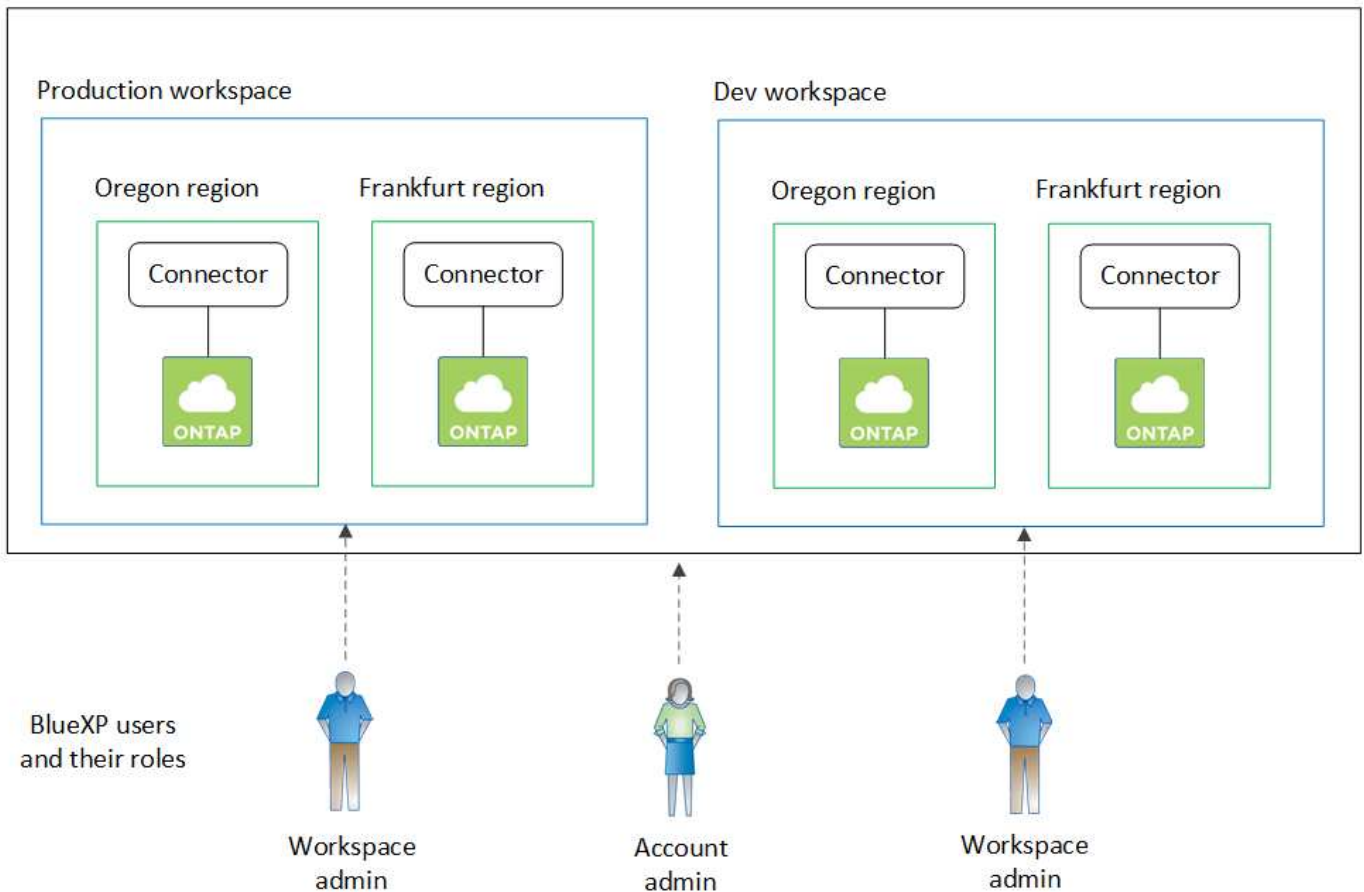 Production workspace
Dev workspace
Oregon region
Frankfurt region
Oregon region
Frankfurt region
Connector
Connector
Connector
Connector
ONTAP
ONTAP
ONTAP
ONTAP
BlueXP users
and their roles
Workspace
admin
Account
admin
Workspace
admin